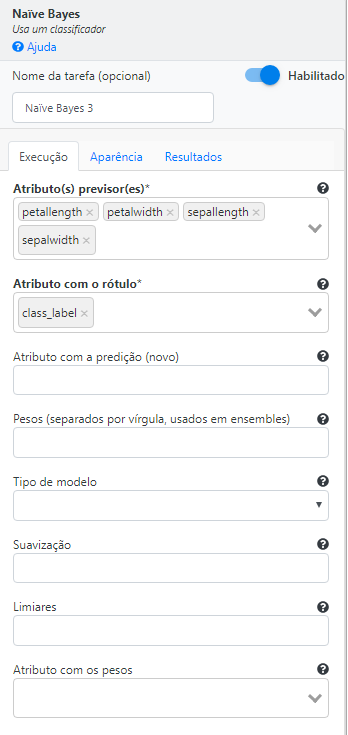 Naïve Bayes
Usa um classificador
Ajuda
Nome da tarefa (opcional)
Habilitado
Naïve Bayes 3
Execução Aparência Resultados
Atributo(s) previsor(es)*
petallength × petalwidth × sepallength ×
sepalwidth ×
Atributo com o rótulo*
class_label ×
Atributo com a predição (novo)
Pesos (separados por vírgula, usados em ensembles)
Tipo de modelo
Suavização
Limiares
Atributo com os pesos